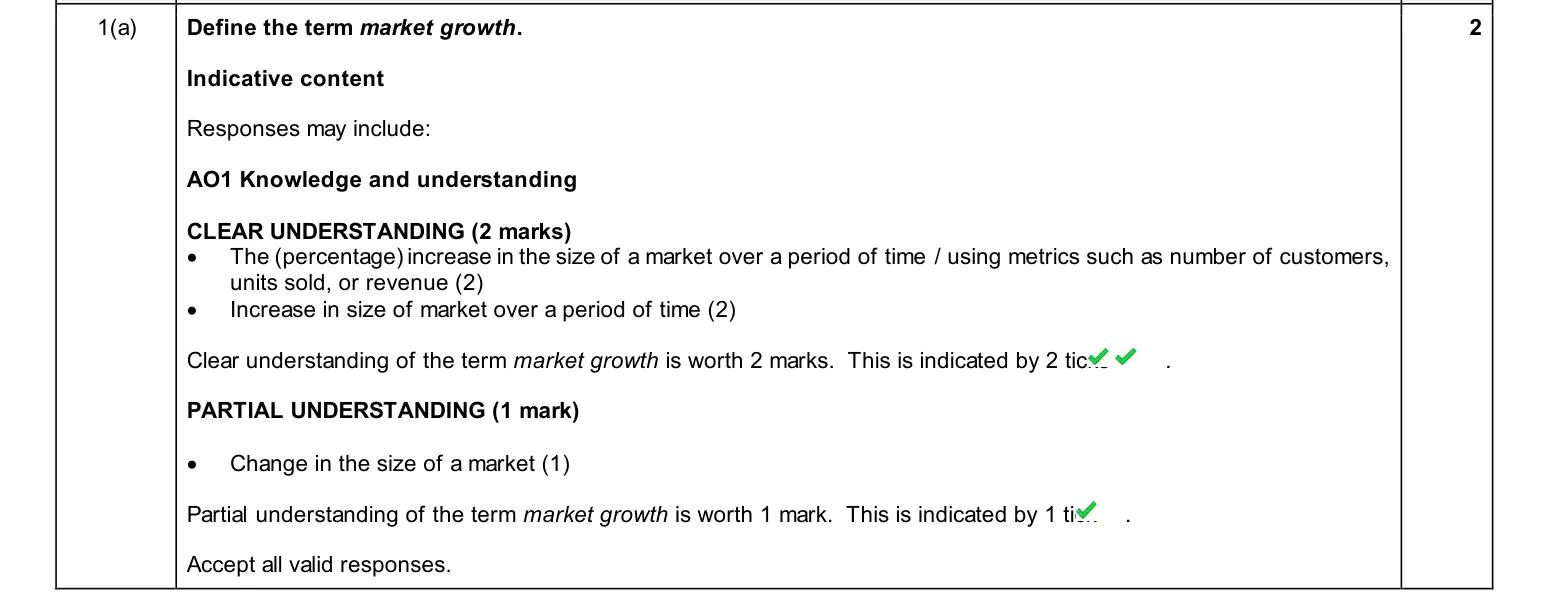 1(a)
Define the term market growth.
2
Indicative content
Responses may include:
AO1 Knowledge and understanding
CLEAR UNDERSTANDING (2 marks)
• The (percentage) increase in the size of a market over a period of time / using metrics such as number of customers,
units sold, or revenue (2)
• Increase in size of market over a period of time (2)
Clear understanding of the term market growth is worth 2 marks. This is indicated by 2 .
PARTIAL UNDERSTANDING (1 mark)
• Change in the size of a market (1)
Partial understanding of the term market growth is worth 1 mark. This is indicated by 1 .
Accept all valid responses.